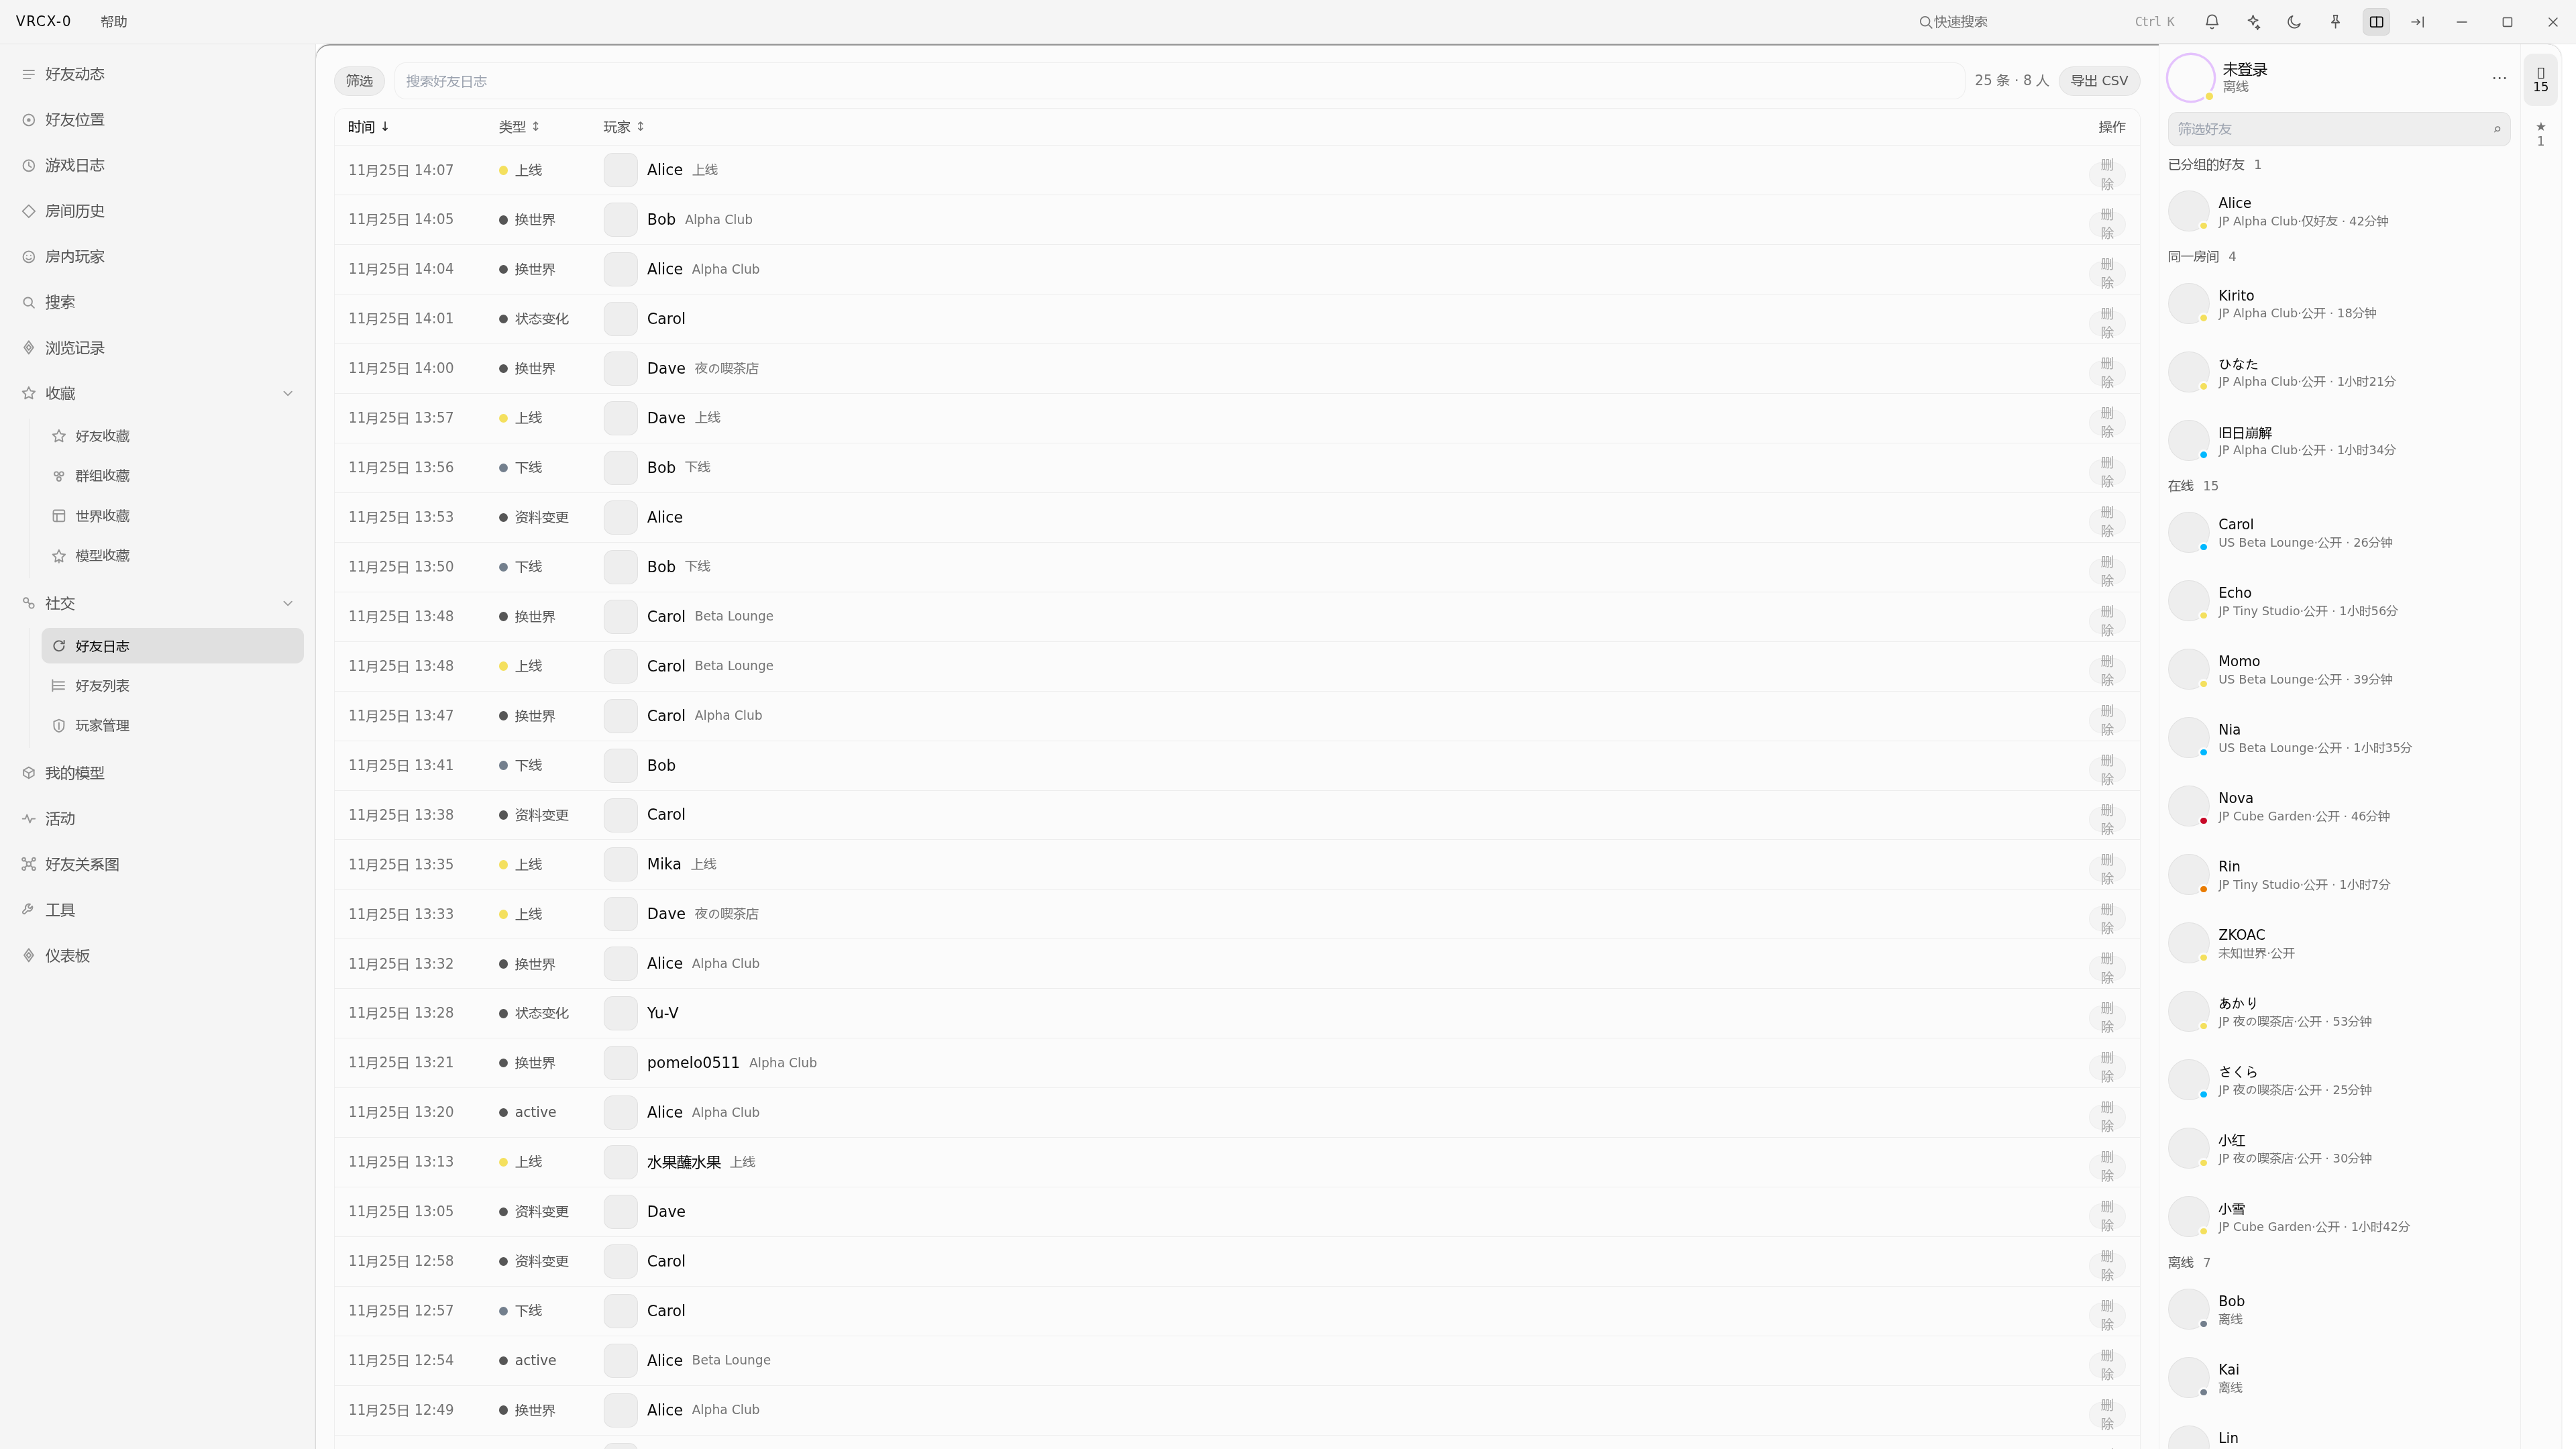 VRCX-0 帮助 快速搜索 Ctrl K
好友动态
好友位置
游戏日志
房间历史
房内玩家
搜索
浏览记录
收藏
好友收藏
群组收藏
世界收藏
模型收藏
社交
好友日志
好友列表
玩家管理
我的模型
活动
好友关系图
工具
仪表板
筛选 搜索好友日志 25 条 · 8 人 导出 CSV
时间 ↓ 类型 ↕ 玩家 ↕ 操作
11月25日 14:07 上线 Alice 上线 删除
11月25日 14:05 换世界 Bob Alpha Club 删除
11月25日 14:04 换世界 Alice Alpha Club 删除
11月25日 14:01 状态变化 Carol 删除
11月25日 14:00 换世界 Dave 夜の喫茶店 删除
11月25日 13:57 上线 Dave 上线 删除
11月25日 13:56 下线 Bob 下线 删除
11月25日 13:53 资料变更 Alice 删除
11月25日 13:50 下线 Bob 下线 删除
11月25日 13:48 换世界 Carol Beta Lounge 删除
11月25日 13:48 上线 Carol Beta Lounge 删除
11月25日 13:47 换世界 Carol Alpha Club 删除
11月25日 13:41 下线 Bob 删除
11月25日 13:38 资料变更 Carol 删除
11月25日 13:35 上线 Mika 上线 删除
11月25日 13:33 上线 Dave 夜の喫茶店 删除
11月25日 13:32 换世界 Alice Alpha Club 删除
11月25日 13:28 状态变化 Yu-V 删除
11月25日 13:21 换世界 pomelo0511 Alpha Club 删除
11月25日 13:20 active Alice Alpha Club 删除
11月25日 13:13 上线 水果蘸水果 上线 删除
11月25日 13:05 资料变更 Dave 删除
11月25日 12:58 资料变更 Carol 删除
11月25日 12:57 下线 Carol 删除
11月25日 12:54 active Alice Beta Lounge 删除
11月25日 12:49 换世界 Alice Alpha Club 删除
未登录
离线
筛选好友
已分组的好友 1
Alice
JP Alpha Club·仅好友 · 42分钟
同一房间 4
Kirito
JP Alpha Club·公开 · 18分钟
ひなた
JP Alpha Club·公开 · 1小时21分
旧日崩解
JP Alpha Club·公开 · 1小时34分
在线 15
Carol
US Beta Lounge·公开 · 26分钟
Echo
JP Tiny Studio·公开 · 1小时56分
Momo
US Beta Lounge·公开 · 39分钟
Nia
US Beta Lounge·公开 · 1小时35分
Nova
JP Cube Garden·公开 · 46分钟
Rin
JP Tiny Studio·公开 · 1小时7分
ZKOAC
未知世界·公开
あかり
JP 夜の喫茶店·公开 · 53分钟
さくら
JP 夜の喫茶店·公开 · 25分钟
小红
JP 夜の喫茶店·公开 · 30分钟
小雪
JP Cube Garden·公开 · 1小时42分
离线 7
Bob
离线
Kai
离线
Lin
15
★
1